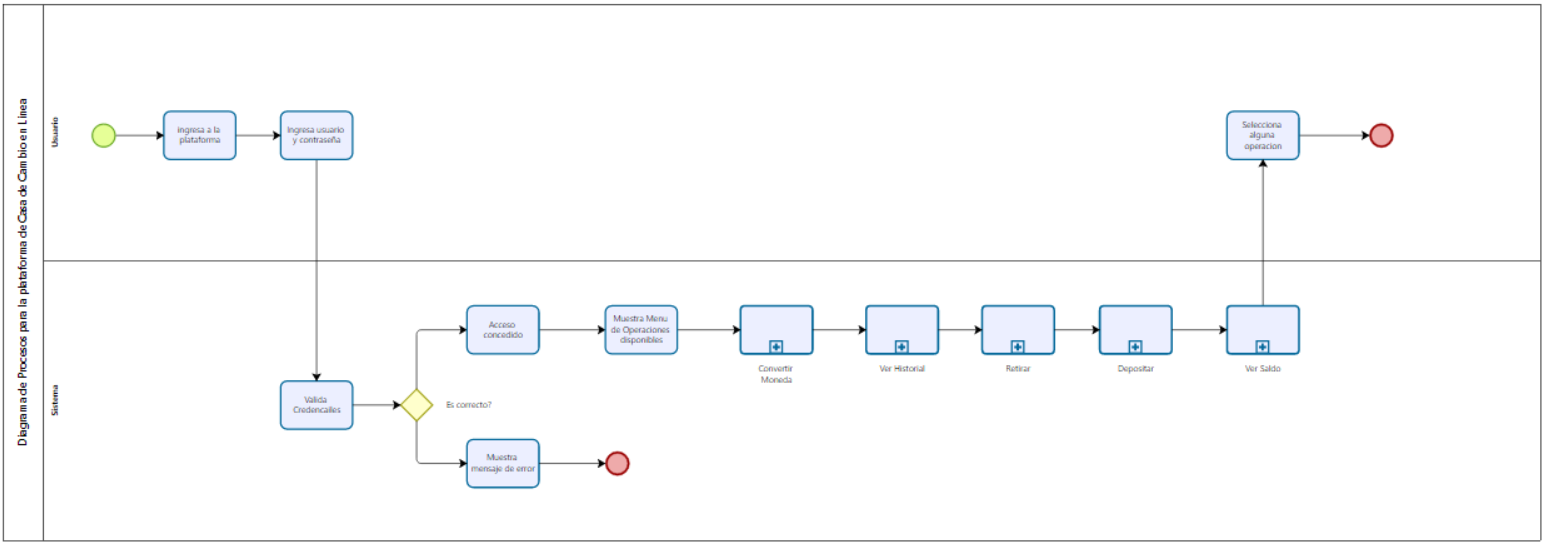 Diagrama de Procesos para la plataforma de Casa de Cambio en Linea
Usuario
Ingresa a la
plataforma
Ingresa usuario
y contraseña
Selecciona
alguna
operacion
Sistema
Valida
Credenciales
Es correcto?
Acceso
concedido
Muestra Menu
de Operaciones
disponibles
Convertir
Moneda
Ver Historial
Retirar
Depositar
Ver Saldo
Muestra
mensaje de error